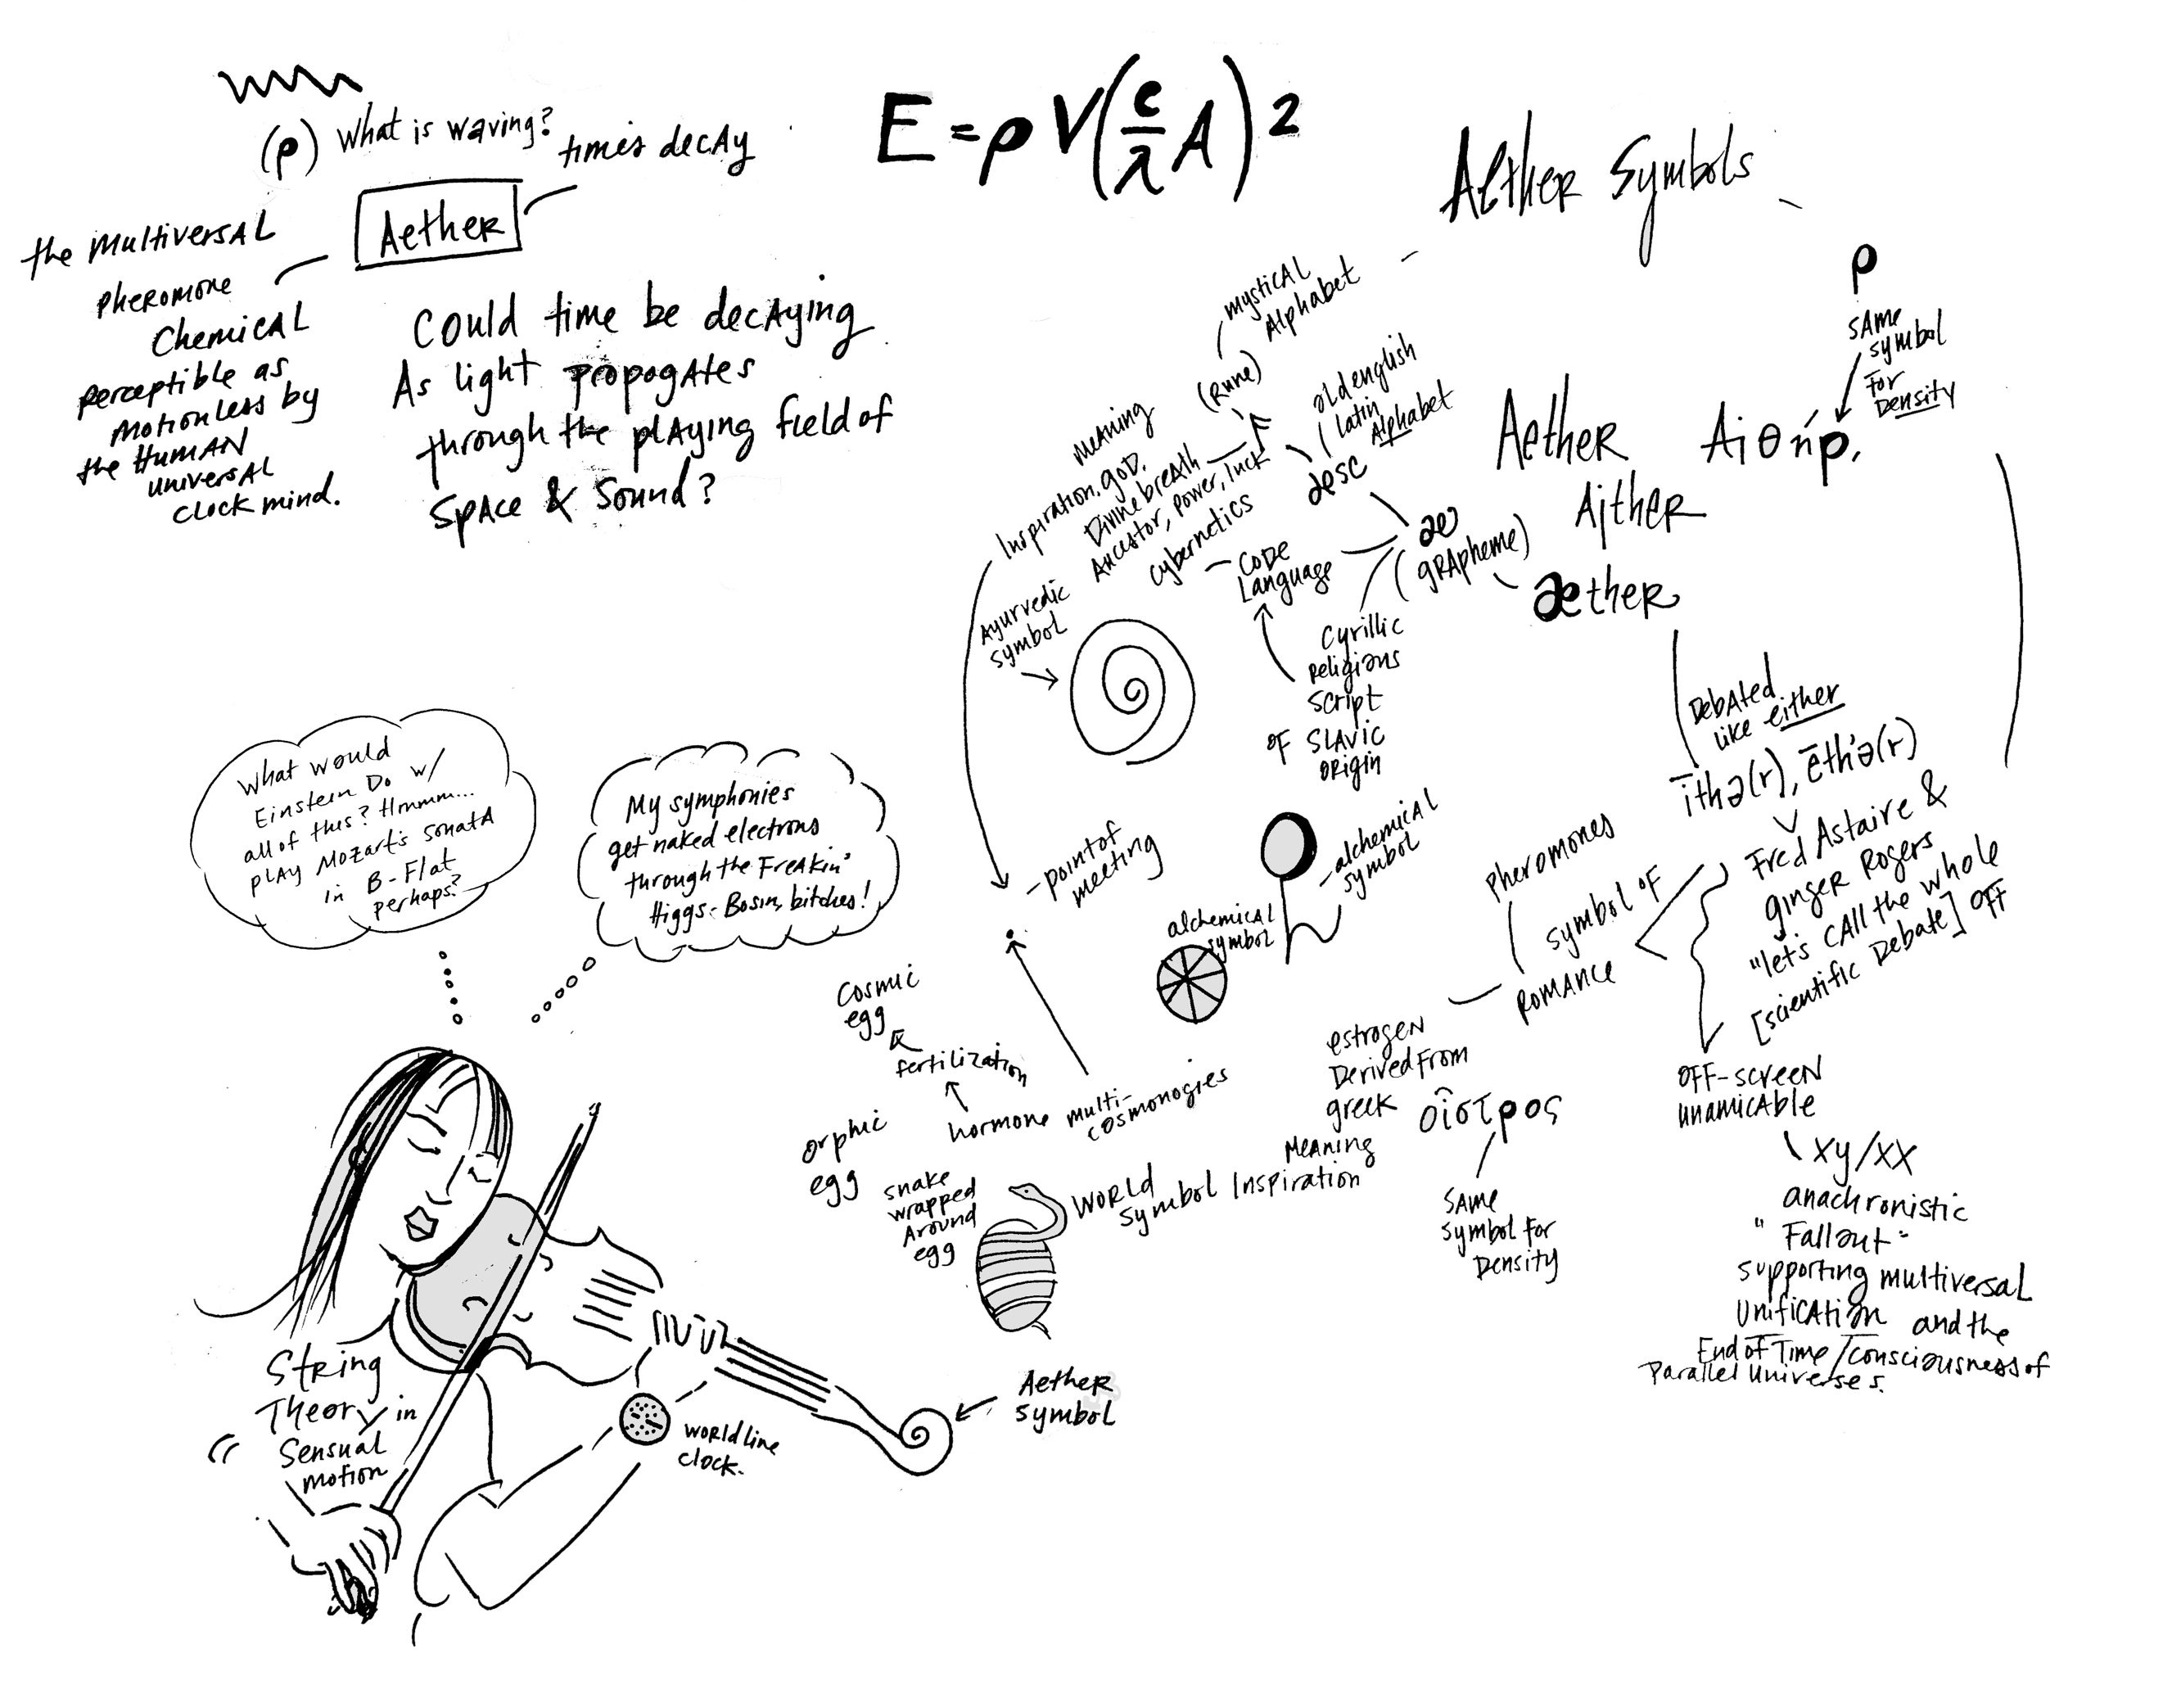 (ρ) What is waving?
time's decay
Aether
the multiversal
pheromone
chemical
perceptible as
motionless by
the human
universal
clock mind.
Could time be decaying
As light propogates
through the playing field of
Space & Sound?
E = ρ V(c/λ A)2
Aether Symbols
ρ
same
symbol
for
density
mystical
Alphabet
(Rune)
old english
latin
Alphabet
meaning
Inspiration, god,
Divine breath
Ancestor, power, luck
cybernetics
aesc
æ
(grapheme)
code
language
Cyrillic
religious
script
of Slavic
origin
Ayurvedic
symbol
Aether Aiθήρ.
Aither
æther
Debated
like either
īthə(r), ēth'ə(r)
Fred Astaire &
ginger Rogers
"let's call the whole
[scientific Debate] off
symbol of
Romance
Pheromones
estrogen
Derived from
greek οἶστρος
Meaning
Inspiration
same
symbol for
Density
off-screen
unamicable
xy/xx
anachronistic
"Fallout"
supporting multiversal
Unification and the
End of Time/Consciousness of
Parallel Universes.
-point of
meeting
-alchemical
symbol
alchemical
symbol
cosmic
egg
fertilization
hormone
multi-
cosmonogies
orphic
egg
snake
wrapped
Around
egg
World
symbol
What would
Einstein Do w/
all of this? Hmmm...
play Mozart's Sonata
in B-Flat
perhaps?
My symphonies
get naked electrons
through the Freakin'
Higgs-Bosin, bitches!
String
Theory in
Sensual
motion
world line
clock.
Aether
symbol